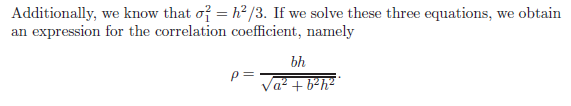 Additionally, we know that σ₁² = h²/3. If we solve these three equations, we obtain
an expression for the correlation coefficient, namely
ρ = bh / √(a² + b²h²).